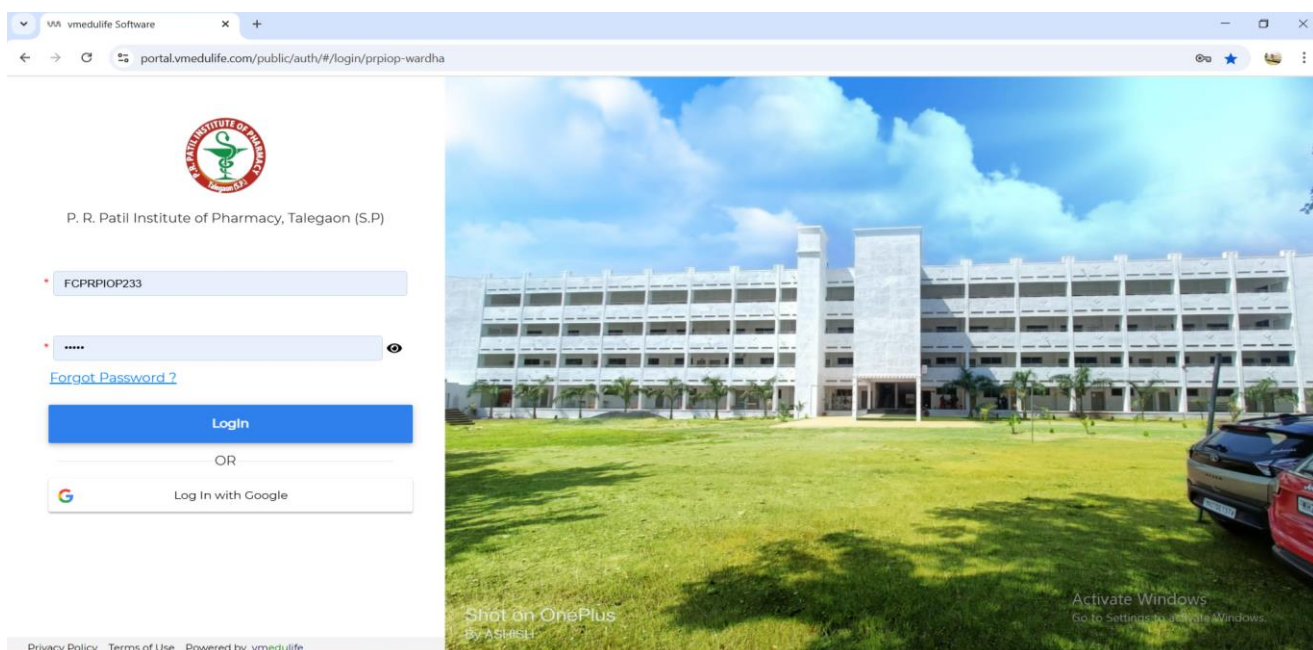 vmedulife Software
portal.vmedulife.com/public/auth/#/login/prpiop-wardha
P.R. PATIL INSTITUTE OF PHARMACY
Talegaon (S.P.)
P. R. Patil Institute of Pharmacy, Talegaon (S.P)
* FCPRPIOP233
* •••••
Forgot Password ?
Login
OR
G Log In with Google
Shot on OnePlus
By ASHISH
Activate Windows
Go to Settings to activate Windows.
Privacy Policy Terms of Use Powered by vmedulife